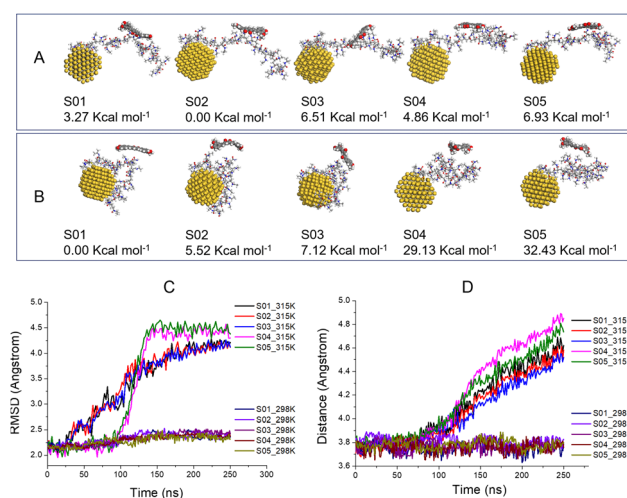 A
S01 S02 S03 S04 S05
3.27 Kcal mol⁻¹ 0.00 Kcal mol⁻¹ 6.51 Kcal mol⁻¹ 4.86 Kcal mol⁻¹ 6.93 Kcal mol⁻¹
B
S01 S02 S03 S04 S05
0.00 Kcal mol⁻¹ 5.52 Kcal mol⁻¹ 7.12 Kcal mol⁻¹ 29.13 Kcal mol⁻¹ 32.43 Kcal mol⁻¹
C
RMSD (Angstrom)
5.0
4.5
4.0
3.5
3.0
2.5
2.0
S01_315K
S02_315K
S03_315K
S04_315K
S05_315K
S01_298K
S02_298K
S03_298K
S04_298K
S05_298K
0 50 100 150 200 250 300
Time (ns)
D
Distance (Angstrom)
4.8
4.6
4.4
4.2
4.0
3.8
3.6
S01_315
S02_315
S03_315
S04_315
S05_315
S01_298
S02_298
S03_298
S04_298
S05_298
0 50 100 150 200 250
Time (ns)